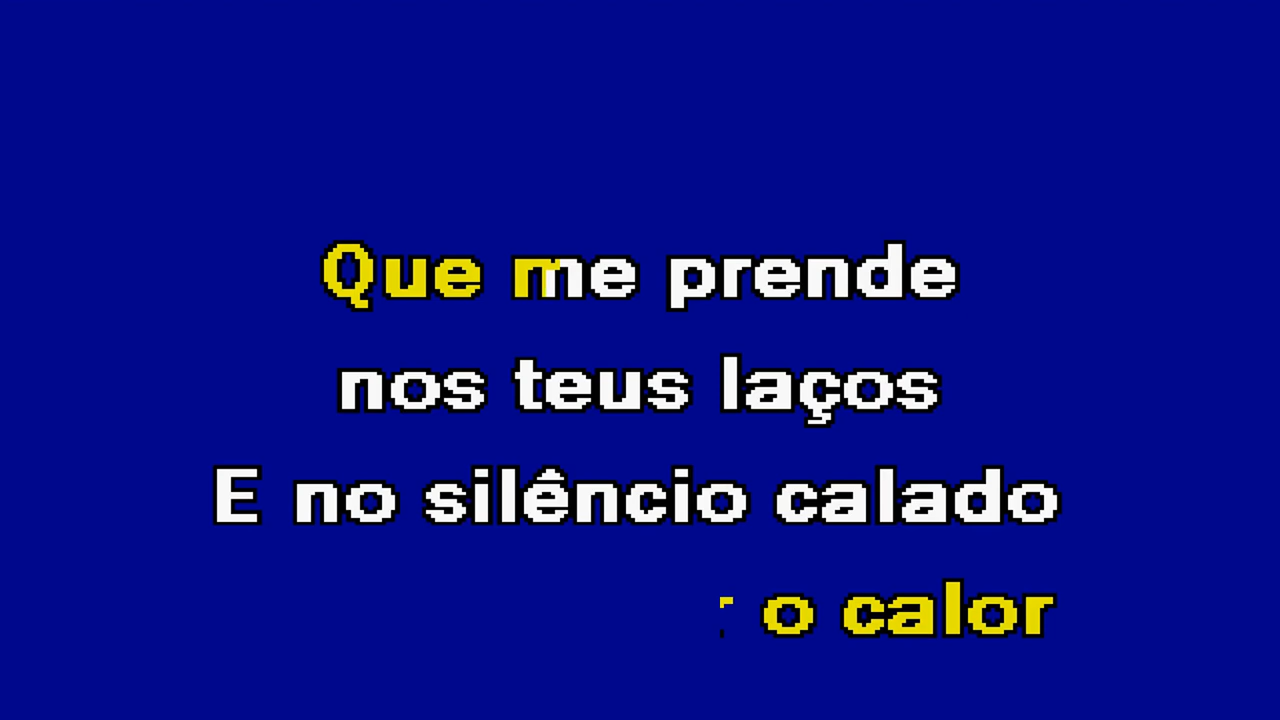 Que me prende
nos teus laços
E no silêncio calado
o calor